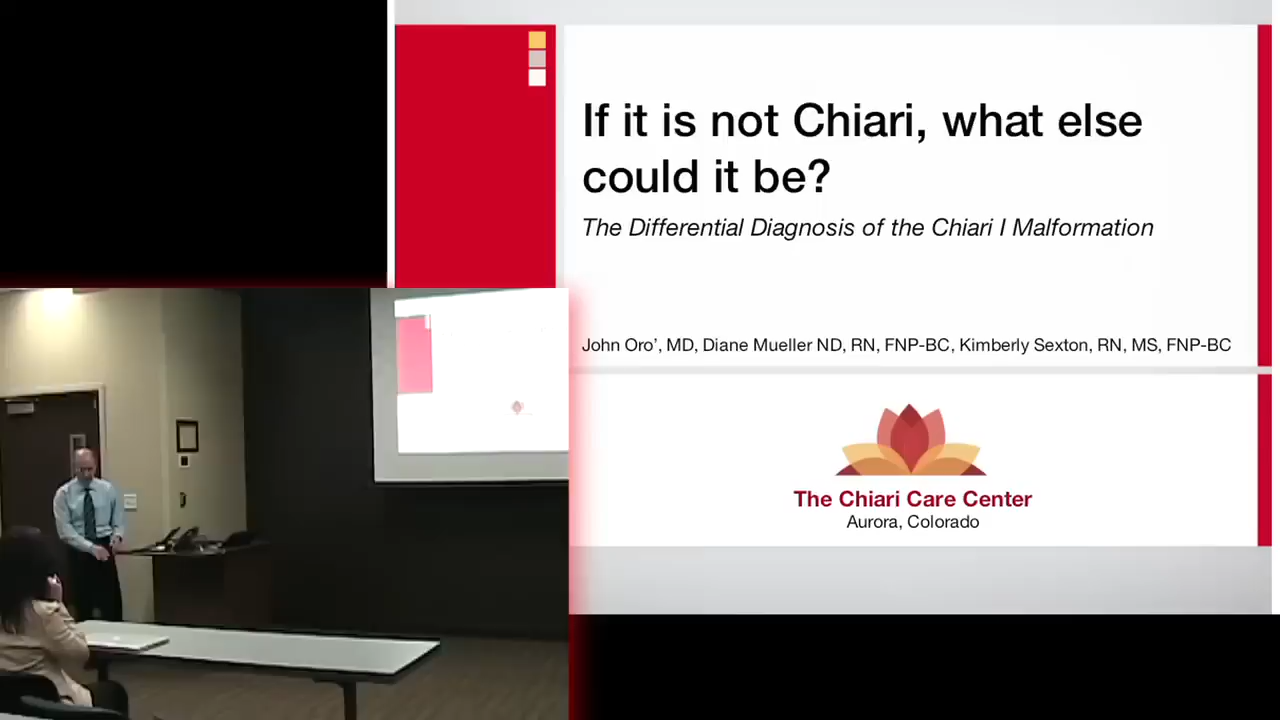 If it is not Chiari, what else
could it be?
The Differential Diagnosis of the Chiari I Malformation
John Oro', MD, Diane Mueller ND, RN, FNP-BC, Kimberly Sexton, RN, MS, FNP-BC
The Chiari Care Center
Aurora, Colorado